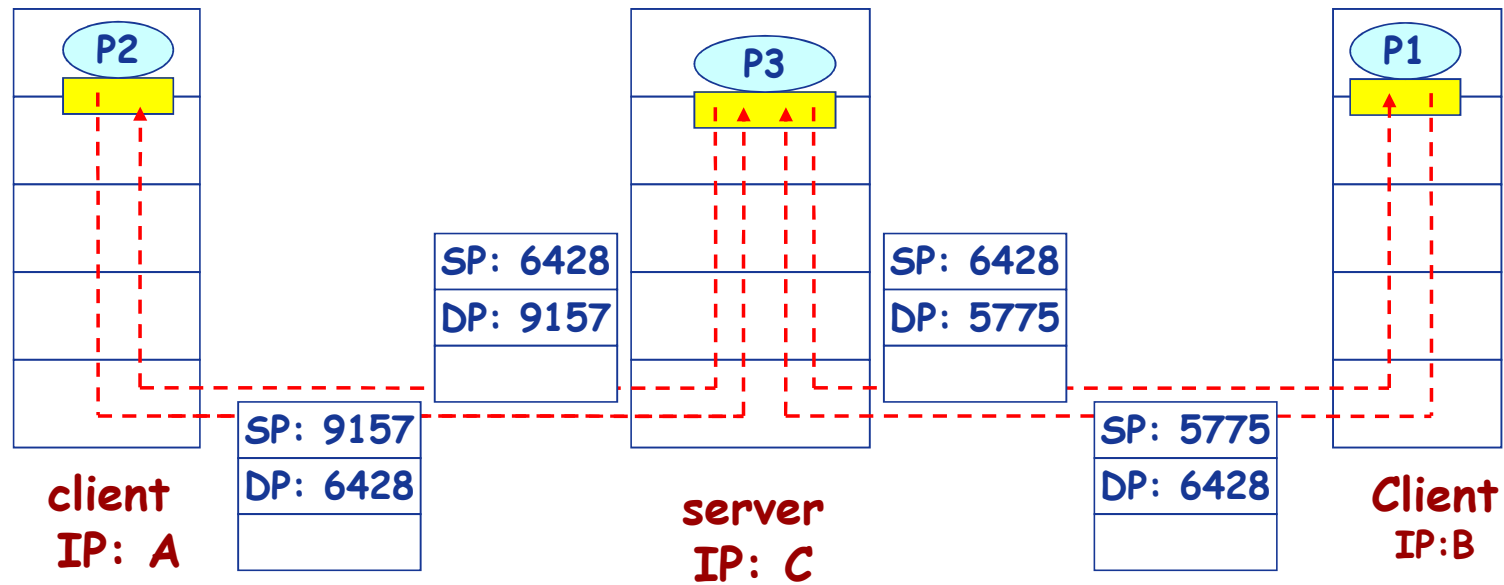 P2
P3
P1
SP: 6428
DP: 9157
SP: 6428
DP: 5775
SP: 9157
DP: 6428
SP: 5775
DP: 6428
client
IP: A
server
IP: C
Client
IP:B